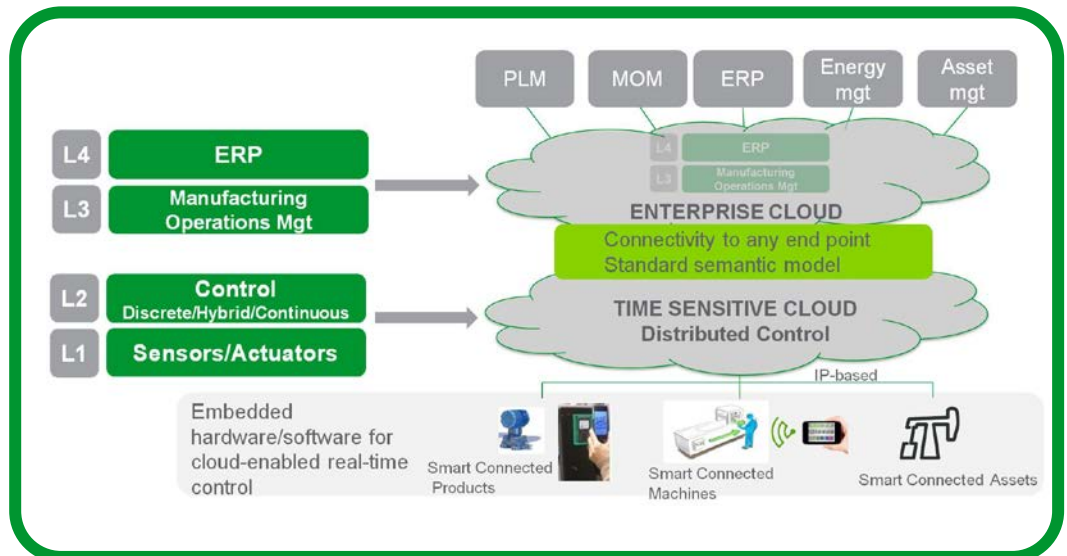 PLM
MOM
ERP
Energy
mgt
Asset
mgt
L4
ERP
L3
Manufacturing
Operations Mgt
L4
ERP
L3
Manufacturing
Operations Mgt
ENTERPRISE CLOUD
Connectivity to any end point
Standard semantic model
L2
Control
Discrete/Hybrid/Continuous
L1
Sensors/Actuators
TIME SENSITIVE CLOUD
Distributed Control
IP-based
Embedded
hardware/software for
cloud-enabled real-time
control
Smart Connected
Products
Smart Connected
Machines
Smart Connected Assets